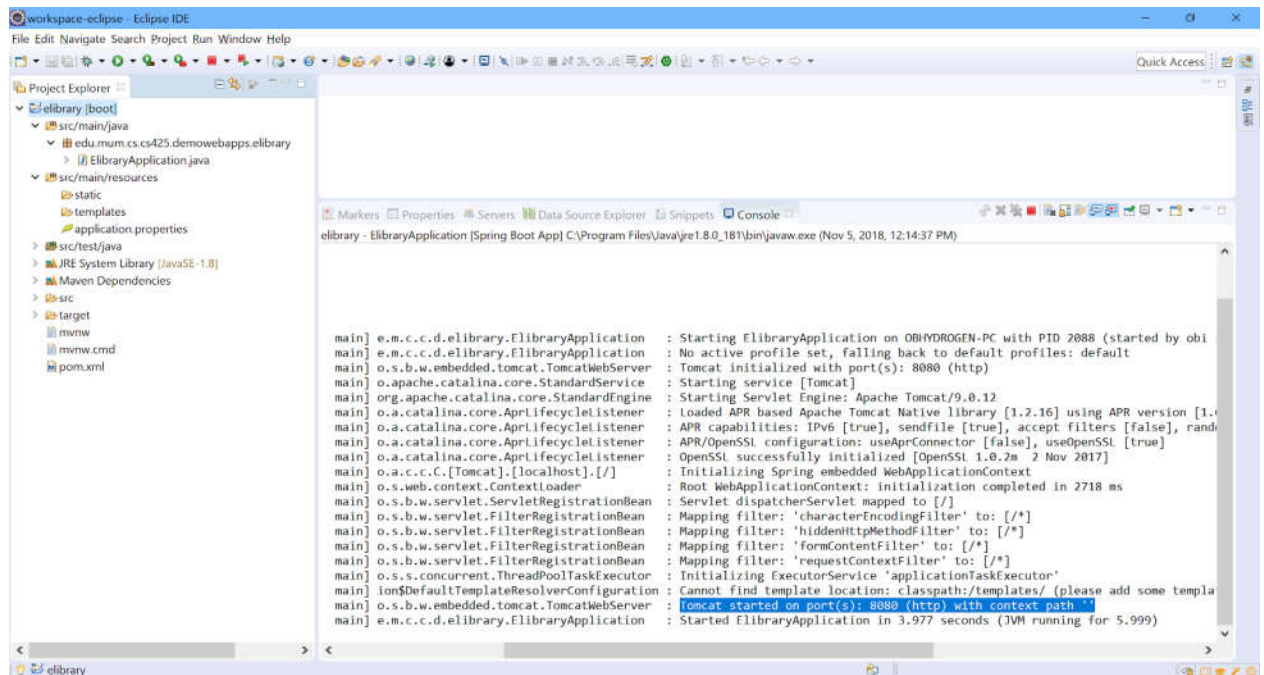 workspace-eclipse - Eclipse IDE
File Edit Navigate Search Project Run Window Help
Quick Access
Project Explorer
elibrary [boot]
src/main/java
edu.mum.cs.cs425.demowebapps.elibrary
ElibraryApplication.java
src/main/resources
static
templates
application.properties
src/test/java
JRE System Library [JavaSE-1.8]
Maven Dependencies
src
target
mvnw
mvnw.cmd
pom.xml
Markers Properties Servers Data Source Explorer Snippets Console
elibrary - ElibraryApplication [Spring Boot App] C:\Program Files\Java\jre1.8.0_181\bin\javaw.exe (Nov 5, 2018, 12:14:37 PM)
main] e.m.c.c.d.elibrary.ElibraryApplication : Starting ElibraryApplication on OBIHYDROGEN-PC with PID 2088 (started by obi
main] e.m.c.c.d.elibrary.ElibraryApplication : No active profile set, falling back to default profiles: default
main] o.s.b.w.embedded.tomcat.TomcatWebServer : Tomcat initialized with port(s): 8080 (http)
main] o.apache.catalina.core.StandardService : Starting service [Tomcat]
main] org.apache.catalina.core.StandardEngine : Starting Servlet Engine: Apache Tomcat/9.0.12
main] o.a.catalina.core.AprLifecycleListener : Loaded APR based Apache Tomcat Native library [1.2.16] using APR version [1.
main] o.a.catalina.core.AprLifecycleListener : APR capabilities: IPv6 [true], sendfile [true], accept filters [false], rand
main] o.a.catalina.core.AprLifecycleListener : APR/OpenSSL configuration: useAprConnector [false], useOpenSSL [true]
main] o.a.catalina.core.AprLifecycleListener : OpenSSL successfully initialized [OpenSSL 1.0.2m 2 Nov 2017]
main] o.a.c.c.C.[Tomcat].[localhost].[/] : Initializing Spring embedded WebApplicationContext
main] o.s.web.context.ContextLoader : Root WebApplicationContext: initialization completed in 2718 ms
main] o.s.b.w.servlet.ServletRegistrationBean : Servlet dispatcherServlet mapped to [/]
main] o.s.b.w.servlet.FilterRegistrationBean : Mapping filter: 'characterEncodingFilter' to: [/*]
main] o.s.b.w.servlet.FilterRegistrationBean : Mapping filter: 'hiddenHttpMethodFilter' to: [/*]
main] o.s.b.w.servlet.FilterRegistrationBean : Mapping filter: 'formContentFilter' to: [/*]
main] o.s.b.w.servlet.FilterRegistrationBean : Mapping filter: 'requestContextFilter' to: [/*]
main] o.s.s.concurrent.ThreadPoolTaskExecutor : Initializing ExecutorService 'applicationTaskExecutor'
main] ion$DefaultTemplateResolverConfiguration : Cannot find template location: classpath:/templates/ (please add some templa
main] o.s.b.w.embedded.tomcat.TomcatWebServer : Tomcat started on port(s): 8080 (http) with context path ''
main] e.m.c.c.d.elibrary.ElibraryApplication : Started ElibraryApplication in 3.977 seconds (JVM running for 5.999)
elibrary